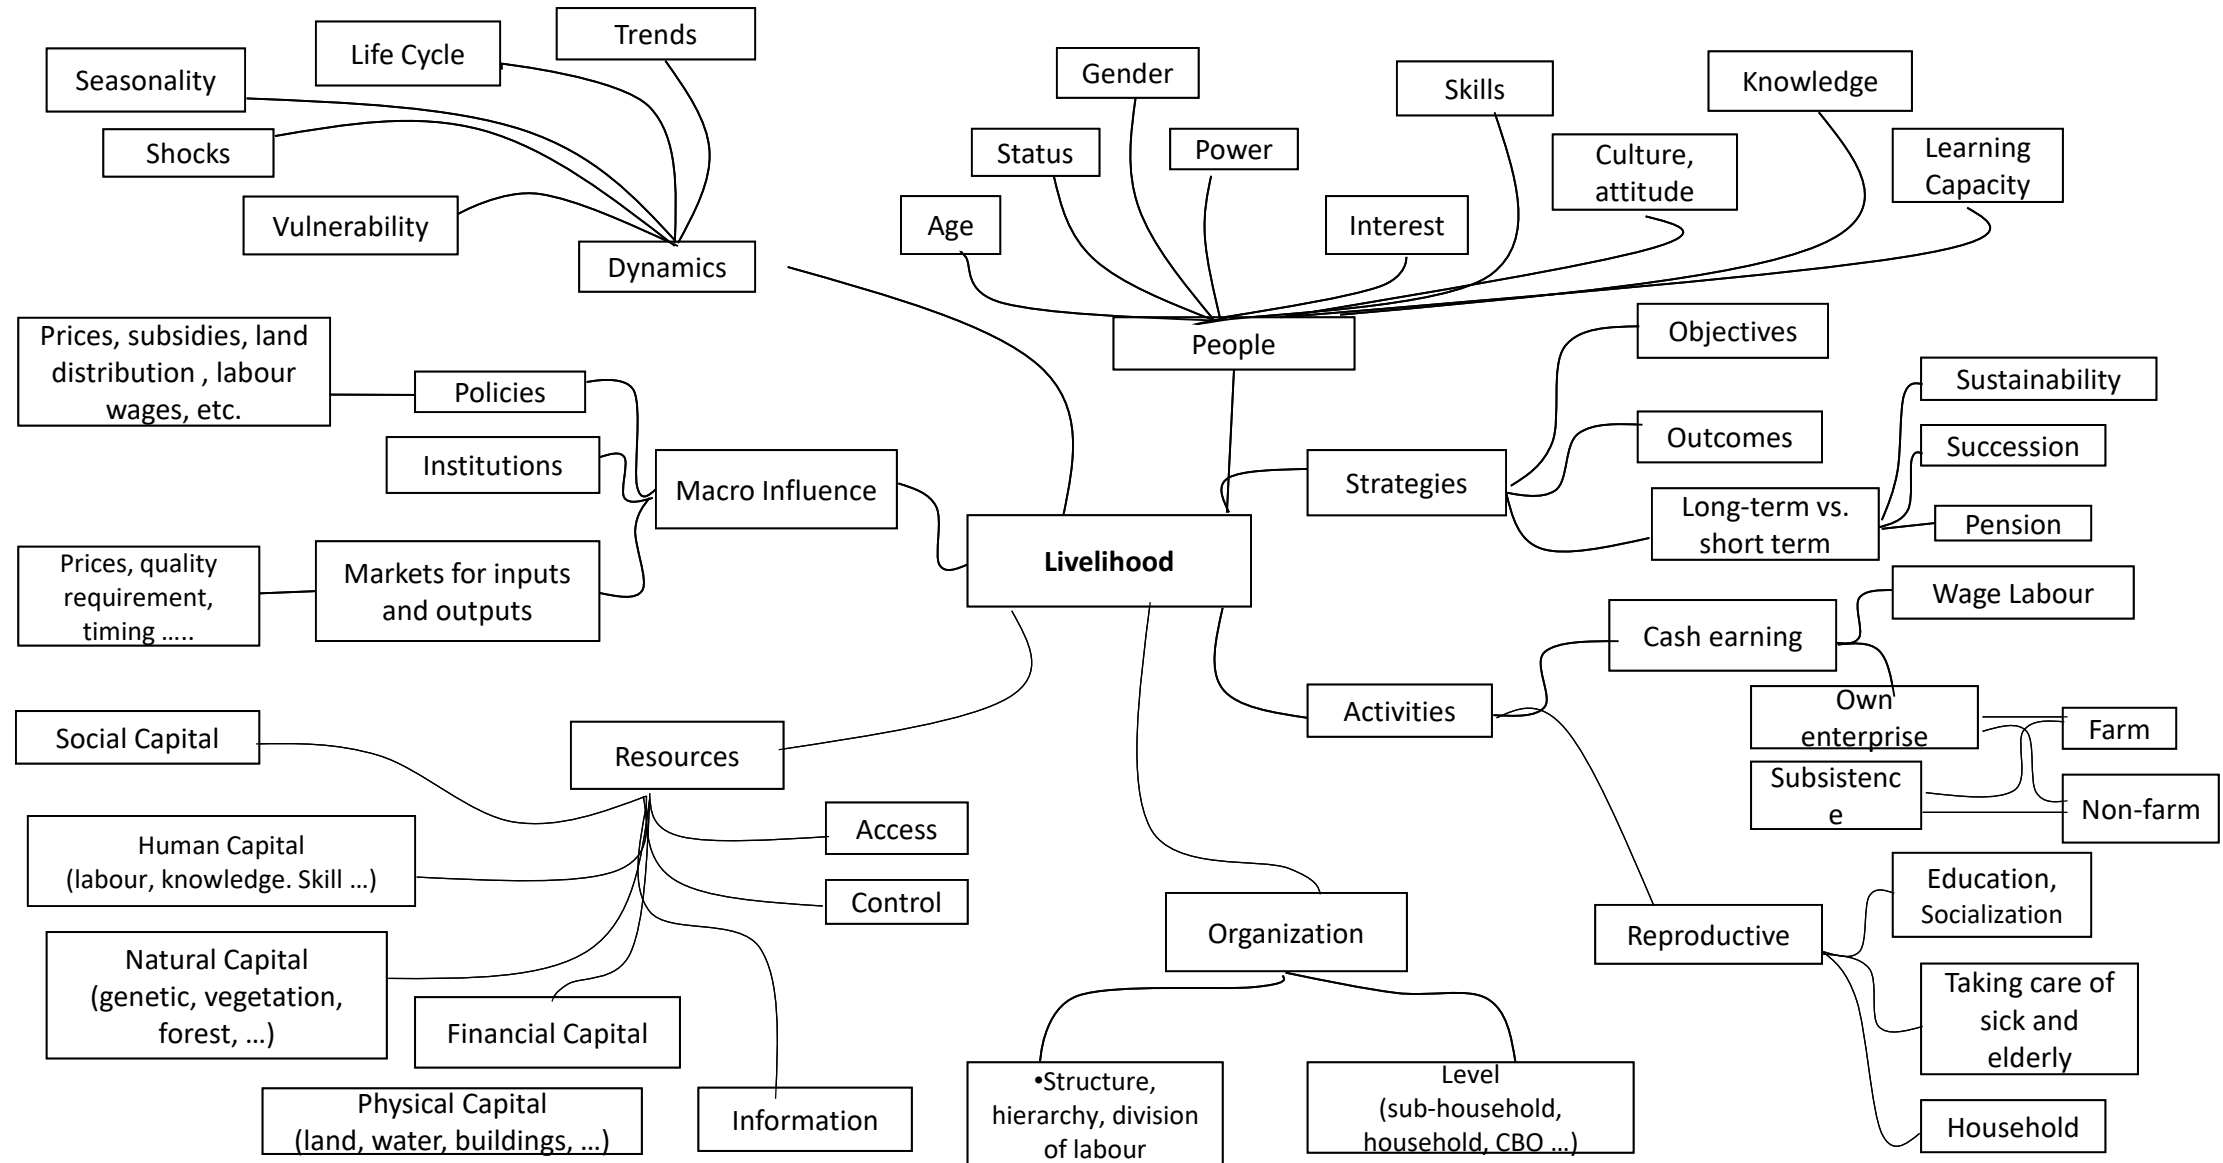 Trends
Life Cycle
Seasonality
Shocks
Vulnerability
Dynamics
Gender
Skills
Knowledge
Status
Power
Culture,
attitude
Learning
Capacity
Age
Interest
People
Prices, subsidies, land
distribution , labour
wages, etc.
Policies
Institutions
Macro Influence
Prices, quality
requirement,
timing .....
Markets for inputs
and outputs
Livelihood
Strategies
Objectives
Outcomes
Long-term vs.
short term
Sustainability
Succession
Pension
Activities
Cash earning
Wage Labour
Own
enterprise
Subsistenc
e
Farm
Non-farm
Reproductive
Education,
Socialization
Taking care of
sick and
elderly
Household
Social Capital
Resources
Human Capital
(labour, knowledge. Skill ...)
Access
Control
Natural Capital
(genetic, vegetation,
forest, ...)
Financial Capital
Physical Capital
(land, water, buildings, ...)
Information
Organization
•Structure,
hierarchy, division
of labour
Level
(sub-household,
household, CBO ...)